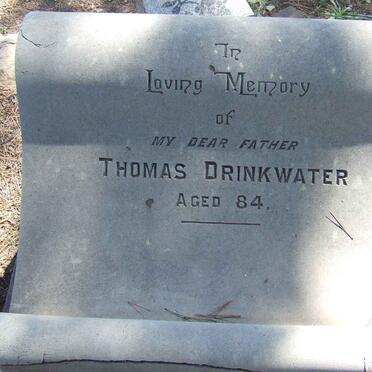 In
Loving Memory
of
MY DEAR FATHER
THOMAS DRINKWATER
AGED 84.